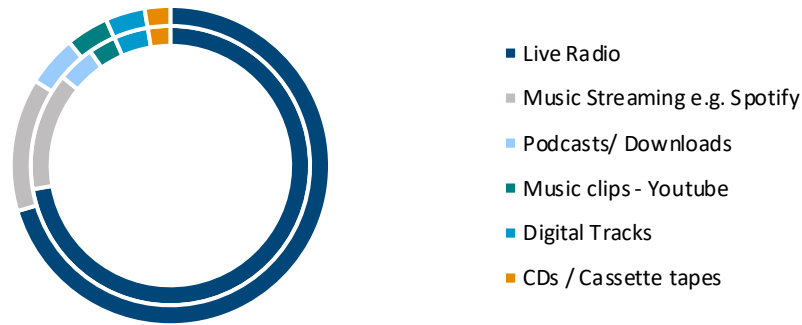 Live Radio
Music Streaming e.g. Spotify
Podcasts/ Downloads
Music clips - Youtube
Digital Tracks
CDs / Cassette tapes